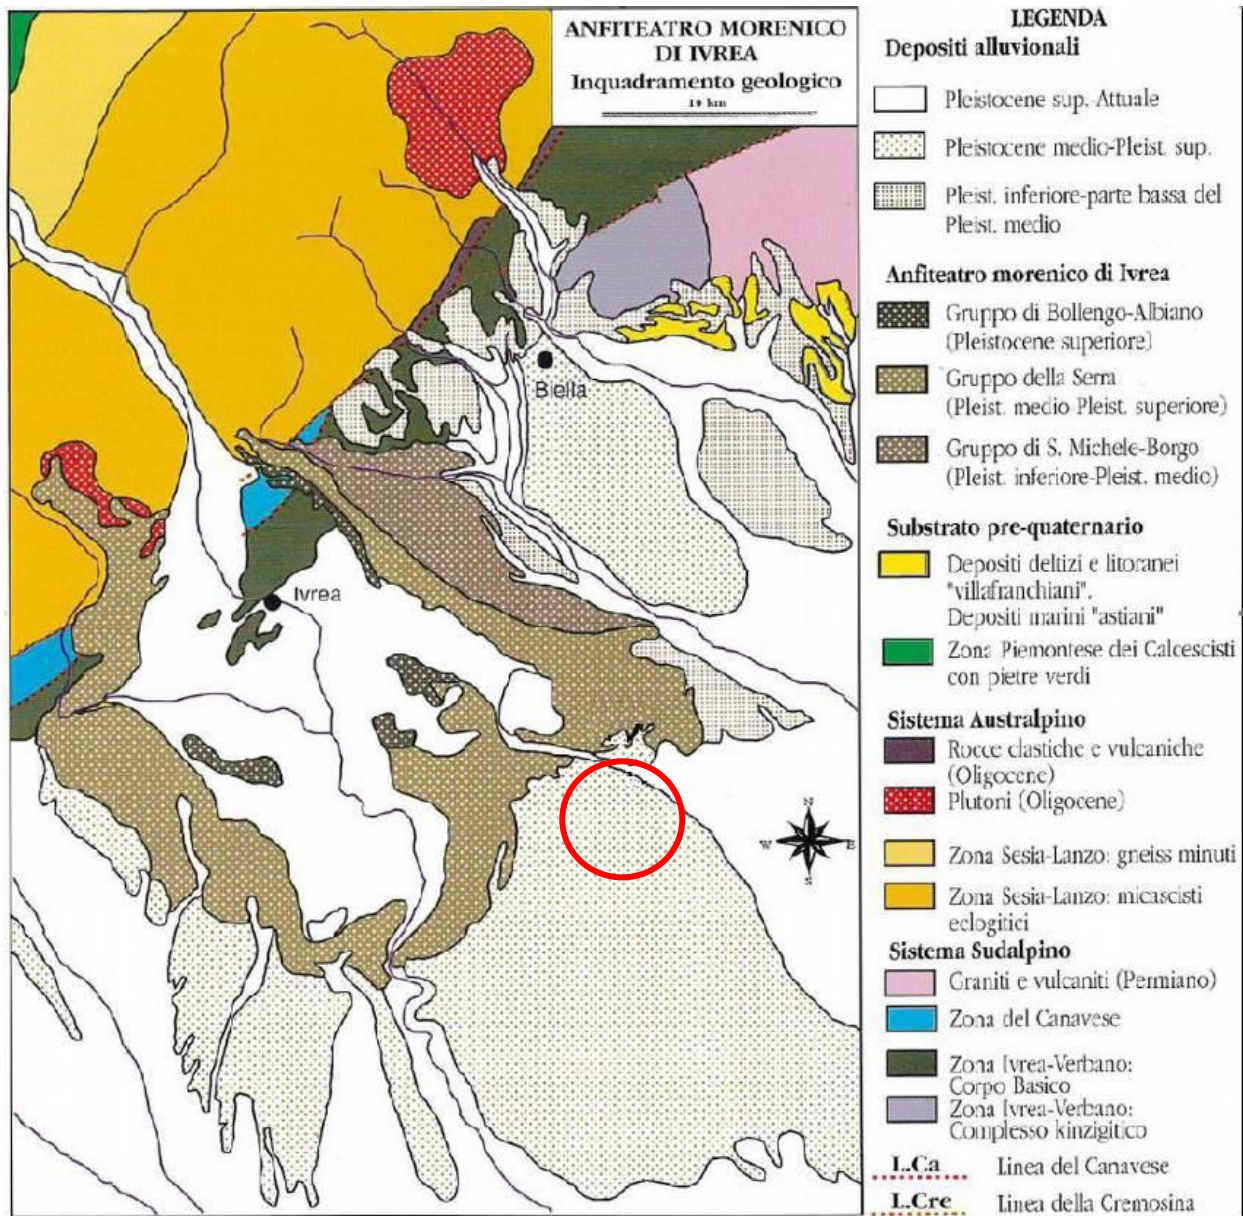 ANFITEATRO MORENICO
DI IVREA
Inquadramento geologico
10 km
Biella
Ivrea
N
W
E
S
LEGENDA
Depositi alluvionali
Pleistocene sup.-Attuale
Pleistocene medio-Pleist. sup.
Pleist. inferiore-parte bassa del
Pleist. medio
Anfiteatro morenico di Ivrea
Gruppo di Bollengo-Albiano
(Pleistocene superiore)
Gruppo della Serra
(Pleist. medio Pleist. superiore)
Gruppo di S. Michele-Borgo
(Pleist. inferiore-Pleist. medio)
Substrato pre-quaternario
Depositi deltizi e litoranei
"villafranchiani".
Depositi marini "astiani"
Zona Piemontese dei Calcescisti
con pietre verdi
Sistema Australpino
Rocce clastiche e vulcaniche
(Oligocene)
Plutoni (Oligocene)
Zona Sesia-Lanzo: gneiss minuti
Zona Sesia-Lanzo: micascisti
eclogitici
Sistema Sudalpino
Graniti e vulcaniti (Permiano)
Zona del Canavese
Zona Ivrea-Verbano:
Corpo Basico
Zona Ivrea-Verbano:
Complesso kinzigitico
L.Ca Linea del Canavese
L.Cre Linea della Cremosina